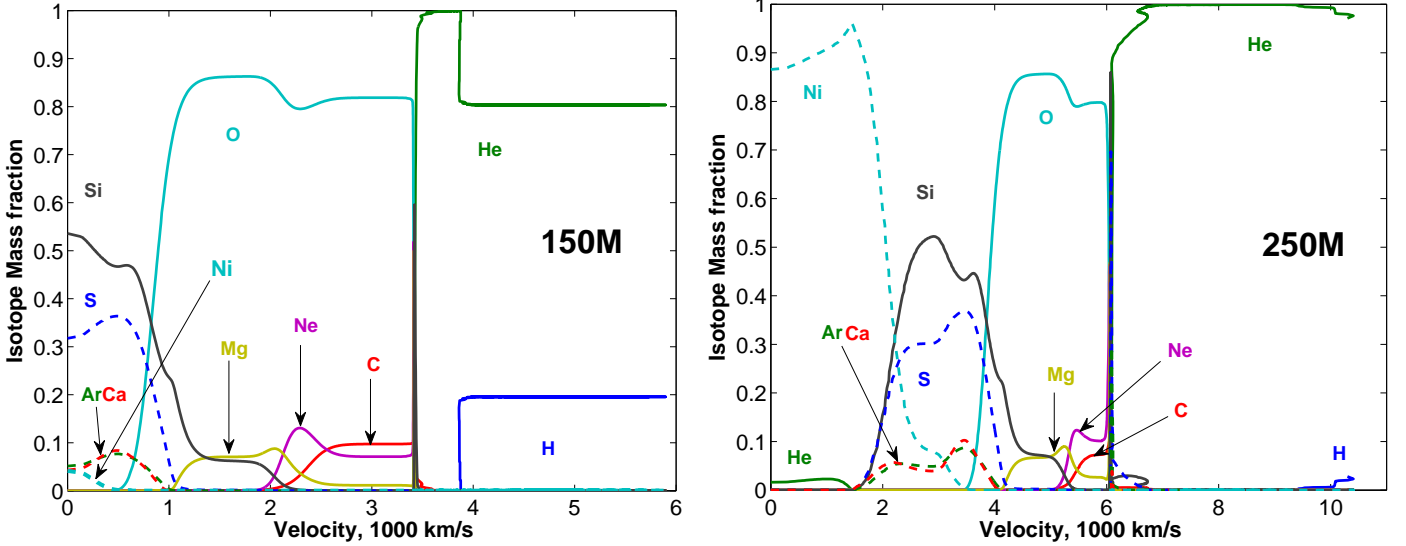 1
0.9
0.8
0.7
0.6
0.5
0.4
0.3
0.2
0.1
0
Isotope Mass fraction
O
He
Si
150M
Ni
S
Ne
Mg
C
ArCa
H
0 1 2 3 4 5 6
Velocity, 1000 km/s
1
0.9
0.8
0.7
0.6
0.5
0.4
0.3
0.2
0.1
0
Isotope Mass fraction
He
Ni
O
Si
250M
Ar Ca
Ne
S
Mg
C
He
H
0 2 4 6 8 10
Velocity, 1000 km/s